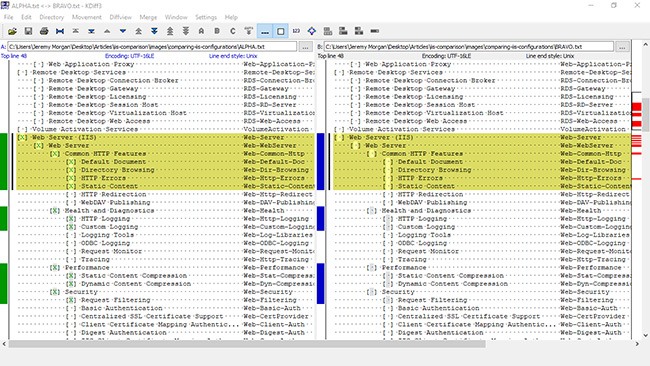 ALPHA.txt <-> BRAVO.txt - KDiff3
File Edit Directory Movement Diffview Merge Window Settings Help
A: C:\Users\Jeremy Morgan\Desktop\Articles\iis-comparison\images\comparing-iis-configurations\ALPHA.txt ...
Top line 48 Encoding: UTF-16LE Line end style: Unix
[ ] Web Application Proxy Web-Application-P
[ ] Remote Desktop Services Remote-Desktop-Se
[ ] Remote Desktop Connection Broker RDS-Connection-Br
[ ] Remote Desktop Gateway RDS-Gateway
[ ] Remote Desktop Licensing RDS-Licensing
[ ] Remote Desktop Session Host RDS-RD-Server
[ ] Remote Desktop Virtualization Host RDS-Virtualizatio
[ ] Remote Desktop Web Access RDS-Web-Access
[ ] Volume Activation Services VolumeActivation
[X] Web Server (IIS) Web-Server
[X] Web Server Web-WebServer
[X] Common HTTP Features Web-Common-Http
[X] Default Document Web-Default-Doc
[X] Directory Browsing Web-Dir-Browsing
[X] HTTP Errors Web-Http-Errors
[X] Static Content Web-Static-Conten
[ ] HTTP Redirection Web-Http-Redirect
[ ] WebDAV Publishing Web-DAV-Publishin
[X] Health and Diagnostics Web-Health
[X] HTTP Logging Web-Http-Logging
[X] Custom Logging Web-Custom-Loggin
[ ] Logging Tools Web-Log-Libraries
[ ] ODBC Logging Web-ODBC-Logging
[ ] Request Monitor Web-Request-Monit
[ ] Tracing Web-Http-Tracing
[X] Performance Web-Performance
[X] Static Content Compression Web-Stat-Compress
[X] Dynamic Content Compression Web-Dyn-Compressi
[X] Security Web-Security
[X] Request Filtering Web-Filtering
[ ] Basic Authentication Web-Basic-Auth
[ ] Centralized SSL Certificate Support Web-CertProvider
[ ] Client Certificate Mapping Authentic... Web-Client-Auth
[ ] Digest Authentication Web-Digest-Auth
B: C:\Users\Jeremy Morgan\Desktop\Articles\iis-comparison\images\comparing-iis-configurations\BRAVO.txt ...
Top line 48 Encoding: UTF-16LE Line end style: Unix
[ ] Web Application Proxy Web-Application-P
[ ] Remote Desktop Services Remote-Desktop-Se
[ ] Remote Desktop Connection Broker RDS-Connection-Br
[ ] Remote Desktop Gateway RDS-Gateway
[ ] Remote Desktop Licensing RDS-Licensing
[ ] Remote Desktop Session Host RDS-RD-Server
[ ] Remote Desktop Virtualization Host RDS-Virtualizatio
[ ] Remote Desktop Web Access RDS-Web-Access
[ ] Volume Activation Services VolumeActivation
[ ] Web Server (IIS) Web-Server
[ ] Web Server Web-WebServer
[ ] Common HTTP Features Web-Common-Http
[ ] Default Document Web-Default-Doc
[ ] Directory Browsing Web-Dir-Browsing
[ ] HTTP Errors Web-Http-Errors
[ ] Static Content Web-Static-Conten
[ ] HTTP Redirection Web-Http-Redirect
[ ] WebDAV Publishing Web-DAV-Publishin
[ ] Health and Diagnostics Web-Health
[ ] HTTP Logging Web-Http-Logging
[ ] Custom Logging Web-Custom-Loggin
[ ] Logging Tools Web-Log-Libraries
[ ] ODBC Logging Web-ODBC-Logging
[ ] Request Monitor Web-Request-Monit
[ ] Tracing Web-Http-Tracing
[ ] Performance Web-Performance
[ ] Static Content Compression Web-Stat-Compress
[ ] Dynamic Content Compression Web-Dyn-Compressi
[ ] Security Web-Security
[ ] Request Filtering Web-Filtering
[ ] Basic Authentication Web-Basic-Auth
[ ] Centralized SSL Certificate Support Web-CertProvider
[ ] Client Certificate Mapping Authentic... Web-Client-Auth
[ ] Digest Authentication Web-Digest-Auth